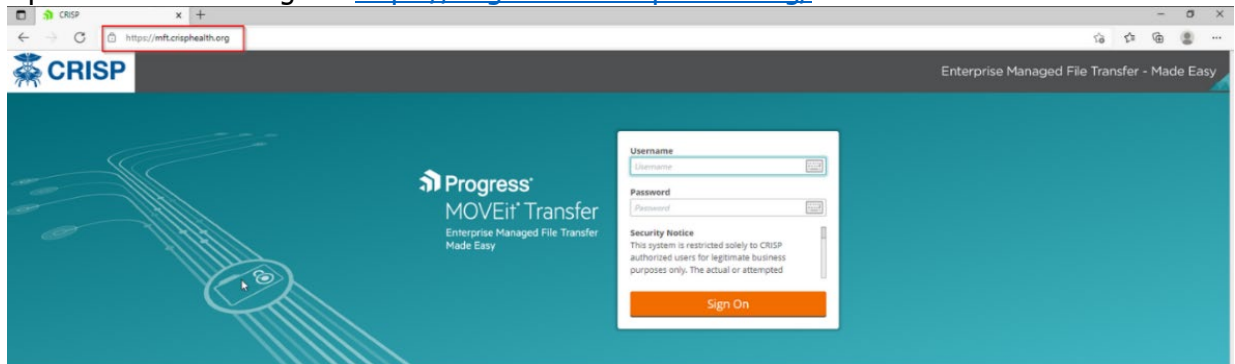 CRISP
https://mft.crisphealth.org
CRISP
Enterprise Managed File Transfer - Made Easy
Progress
MOVEit Transfer
Enterprise Managed File Transfer
Made Easy
Username
Username
Password
Password
Security Notice
This system is restricted solely to CRISP
authorized users for legitimate business
purposes only. The actual or attempted
Sign On